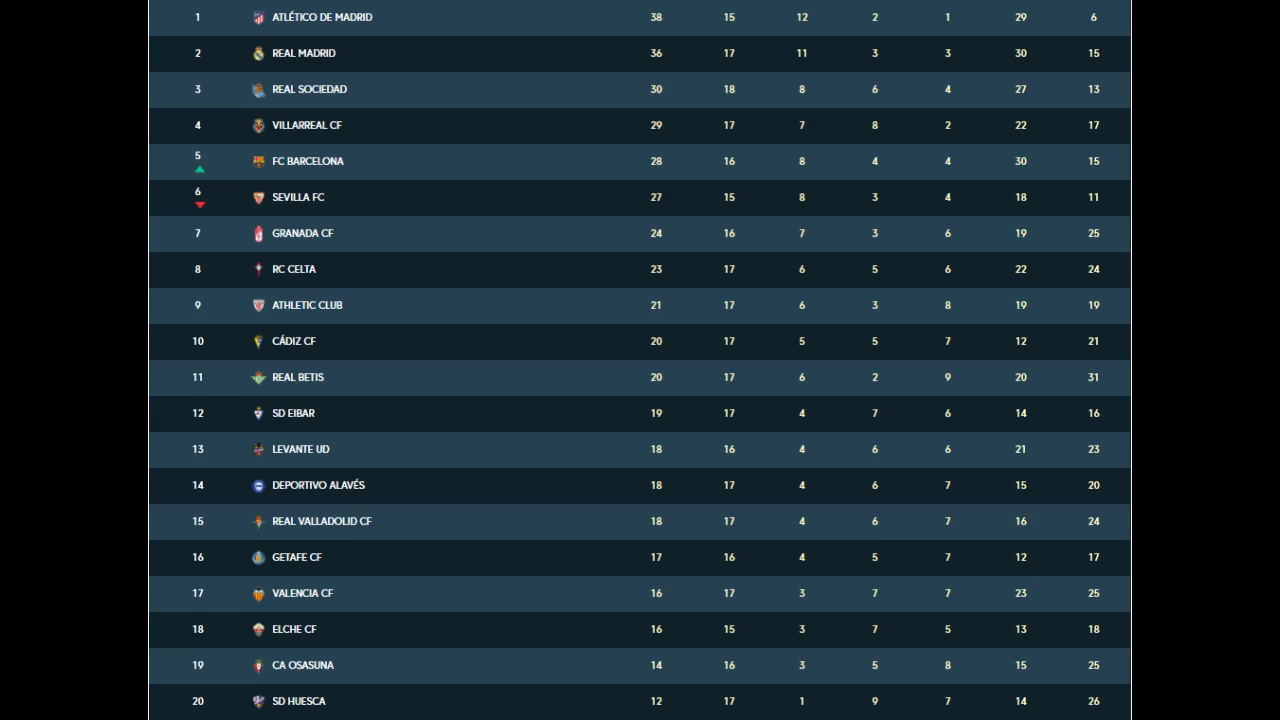 1 ATLÉTICO DE MADRID 38 15 12 2 1 29 6
2 REAL MADRID 36 17 11 3 3 30 15
3 REAL SOCIEDAD 30 18 8 6 4 27 13
4 VILLARREAL CF 29 17 7 8 2 22 17
5 FC BARCELONA 28 16 8 4 4 30 15
6 SEVILLA FC 27 15 8 3 4 18 11
7 GRANADA CF 24 16 7 3 6 19 25
8 RC CELTA 23 17 6 5 6 22 24
9 ATHLETIC CLUB 21 17 6 3 8 19 19
10 CÁDIZ CF 20 17 5 5 7 12 21
11 REAL BETIS 20 17 6 2 9 20 31
12 SD EIBAR 19 17 4 7 6 14 16
13 LEVANTE UD 18 16 4 6 6 21 23
14 DEPORTIVO ALAVÉS 18 17 4 6 7 15 20
15 REAL VALLADOLID CF 18 17 4 6 7 16 24
16 GETAFE CF 17 16 4 5 7 12 17
17 VALENCIA CF 16 17 3 7 7 23 25
18 ELCHE CF 16 15 3 7 5 13 18
19 CA OSASUNA 14 16 3 5 8 15 25
20 SD HUESCA 12 17 1 9 7 14 26